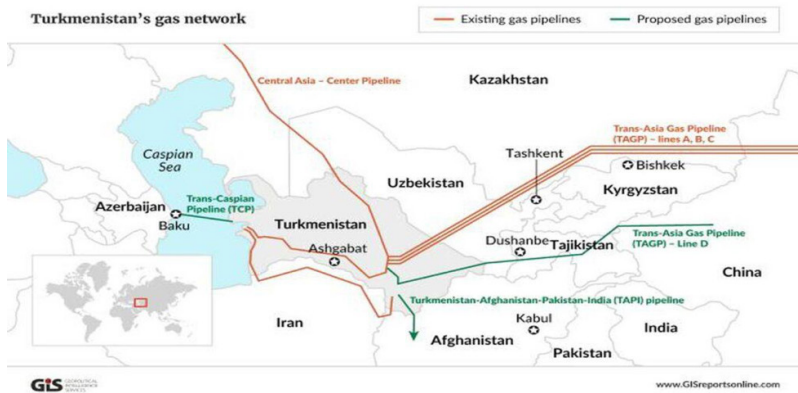 Turkmenistan's gas network
Existing gas pipelines
Proposed gas pipelines
Central Asia – Center Pipeline
Kazakhstan
Trans-Asia Gas Pipeline
(TAGP) – lines A, B, C
Caspian
Sea
Tashkent
Bishkek
Uzbekistan
Kyrgyzstan
Trans-Caspian
Pipeline (TCP)
Azerbaijan
Baku
Turkmenistan
Ashgabat
Dushanbe
Tajikistan
Trans-Asia Gas Pipeline
(TAGP) – Line D
China
Turkmenistan-Afghanistan-Pakistan-India (TAPI) pipeline
Iran
Kabul
Afghanistan
India
Pakistan
GIS
GEOPOLITICAL
INTELLIGENCE
SERVICES
www.GISreportsonline.com